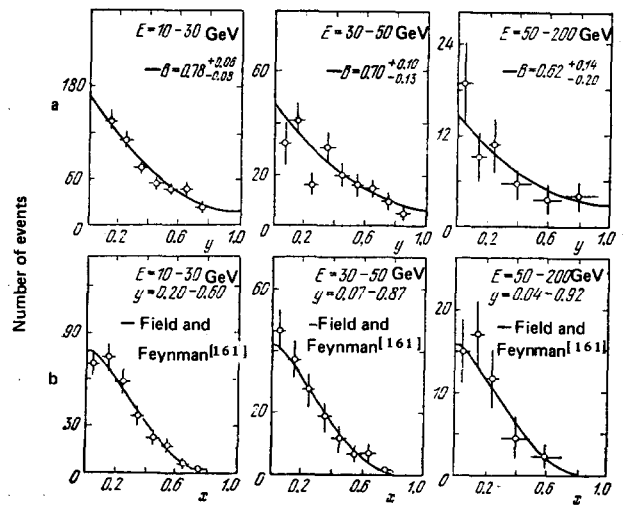 Number of events
a
E = 10 – 30 GeV
B = 0.78 +0.06 -0.08
180
60
0
0.2 0.6 1.0
y
E = 30 – 50 GeV
B = 0.70 +0.10 -0.13
60
20
0
0.2 0.6 1.0
y
E = 50 – 200 GeV
B = 0.62 +0.14 -0.20
24
12
0
0.2 0.6 1.0
y
b
E = 10 – 30 GeV
y = 0.20 – 0.60
Field and
Feynman[161]
90
30
0
0.2 0.6 1.0
x
E = 30 – 50 GeV
y = 0.07 – 0.87
Field and
Feynman[161]
60
20
0
0.2 0.6 1.0
x
E = 50 – 200 GeV
y = 0.04 – 0.92
Field and
Feynman[161]
20
10
0
0.2 0.6 1.0
x